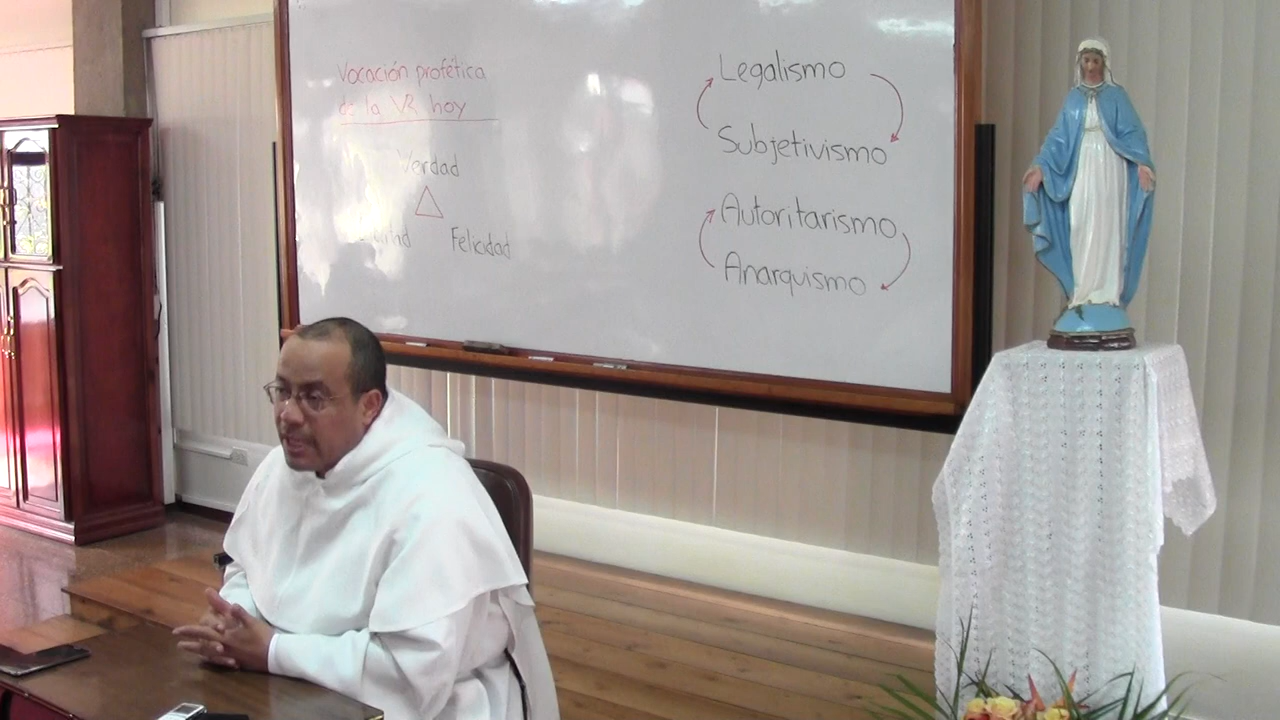 Vocación profética
de la VR hoy
Verdad
Felicidad
Legalismo
Subjetivismo
Autoritarismo
Anarquismo